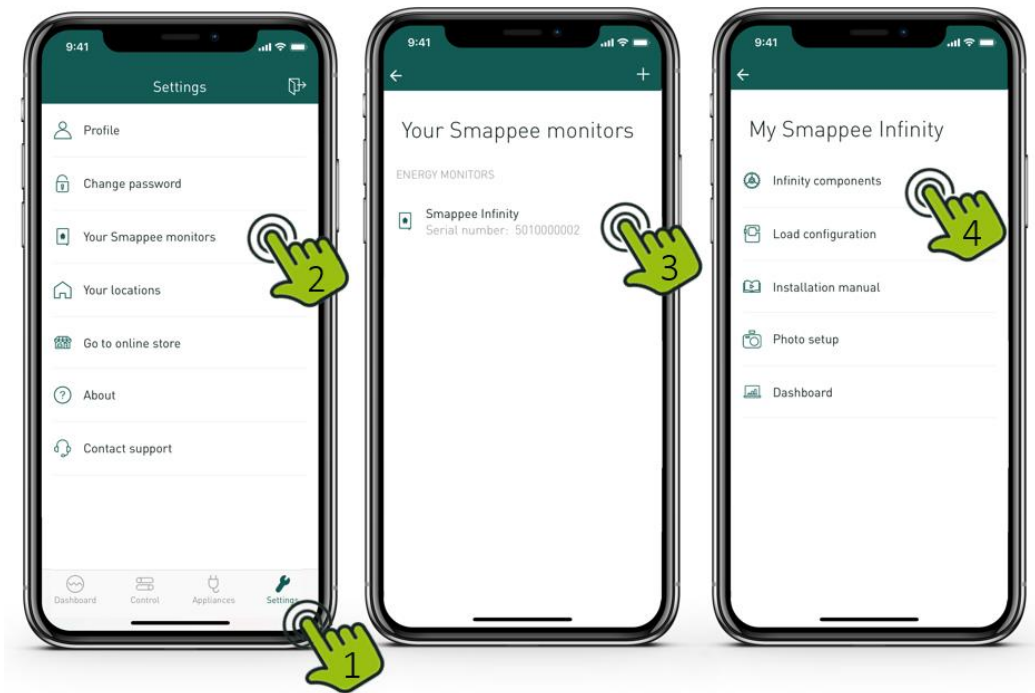 9:41
Settings
Profile
Change password
Your Smappee monitors
2
Your locations
Go to online store
About
Contact support
Dashboard
Control
Appliances
Settings
1
9:41
Your Smappee monitors
ENERGY MONITORS
Smappee Infinity
Serial number: 5010000002
3
9:41
My Smappee Infinity
Infinity components
4
Load configuration
Installation manual
Photo setup
Dashboard